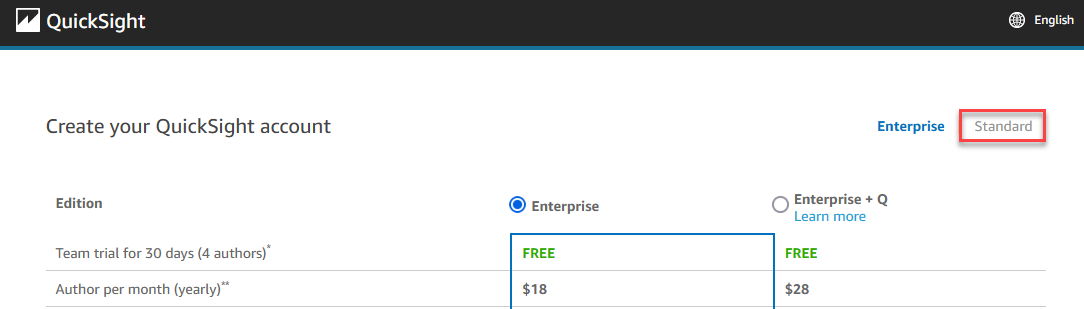 QuickSight English
Create your QuickSight account Enterprise Standard
Edition Enterprise Enterprise + Q
Learn more
Team trial for 30 days (4 authors)* FREE FREE
Author per month (yearly)** $18 $28